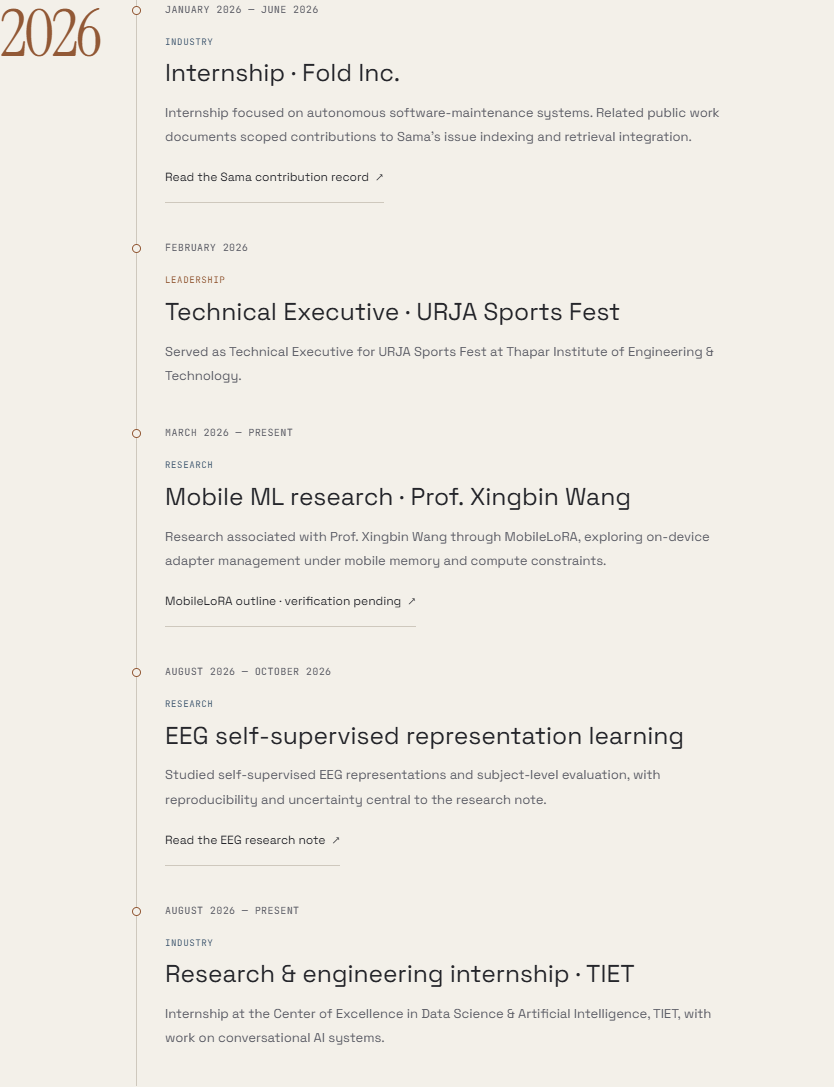 2026
JANUARY 2026 — JUNE 2026
INDUSTRY
Internship · Fold Inc.
Internship focused on autonomous software-maintenance systems. Related public work
documents scoped contributions to Sama's issue indexing and retrieval integration.
Read the Sama contribution record ↗
FEBRUARY 2026
LEADERSHIP
Technical Executive · URJA Sports Fest
Served as Technical Executive for URJA Sports Fest at Thapar Institute of Engineering &
Technology.
MARCH 2026 — PRESENT
RESEARCH
Mobile ML research · Prof. Xingbin Wang
Research associated with Prof. Xingbin Wang through MobileLoRA, exploring on-device
adapter management under mobile memory and compute constraints.
MobileLoRA outline · verification pending ↗
AUGUST 2026 — OCTOBER 2026
RESEARCH
EEG self-supervised representation learning
Studied self-supervised EEG representations and subject-level evaluation, with
reproducibility and uncertainty central to the research note.
Read the EEG research note ↗
AUGUST 2026 — PRESENT
INDUSTRY
Research & engineering internship · TIET
Internship at the Center of Excellence in Data Science & Artificial Intelligence, TIET, with
work on conversational AI systems.